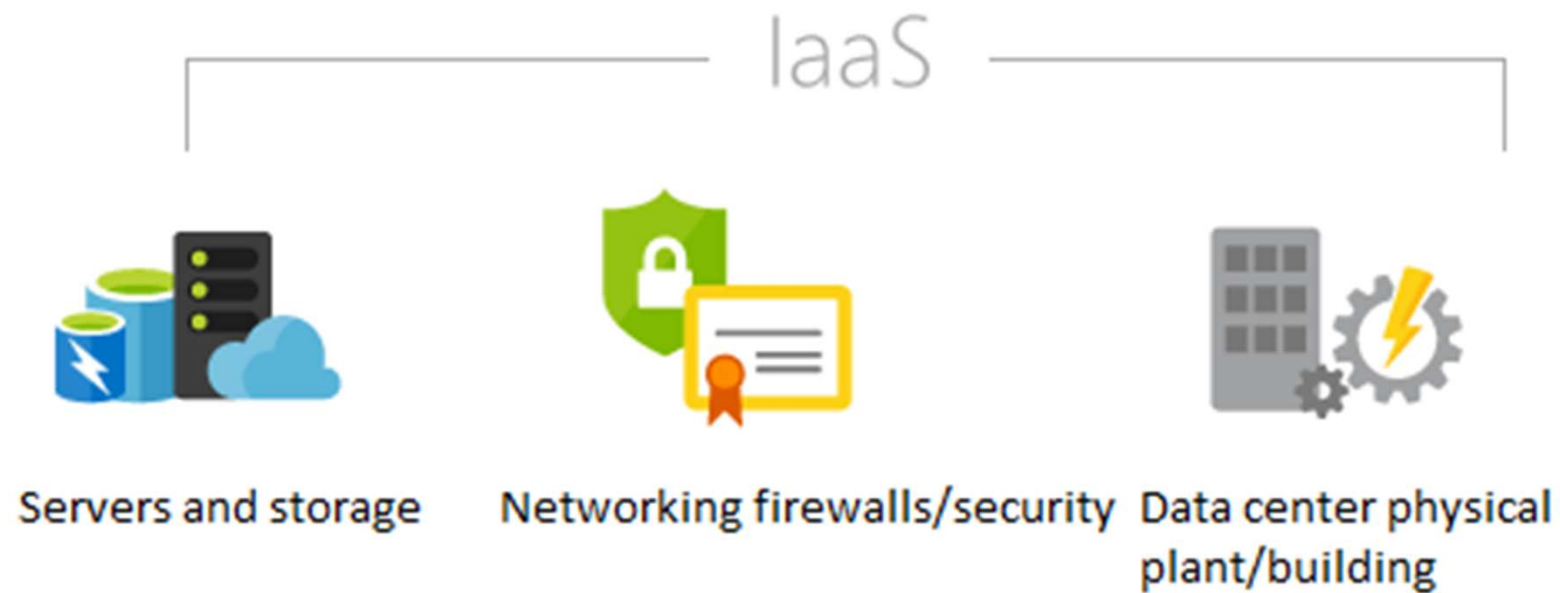 IaaS
Servers and storage
Networking firewalls/security
Data center physical
plant/building